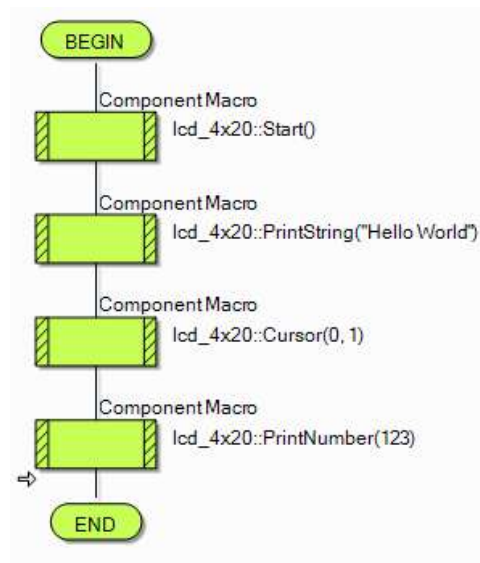 BEGIN
Component Macro
lcd_4x20::Start()
Component Macro
lcd_4x20::PrintString("Hello World")
Component Macro
lcd_4x20::Cursor(0, 1)
Component Macro
lcd_4x20::PrintNumber(123)
END